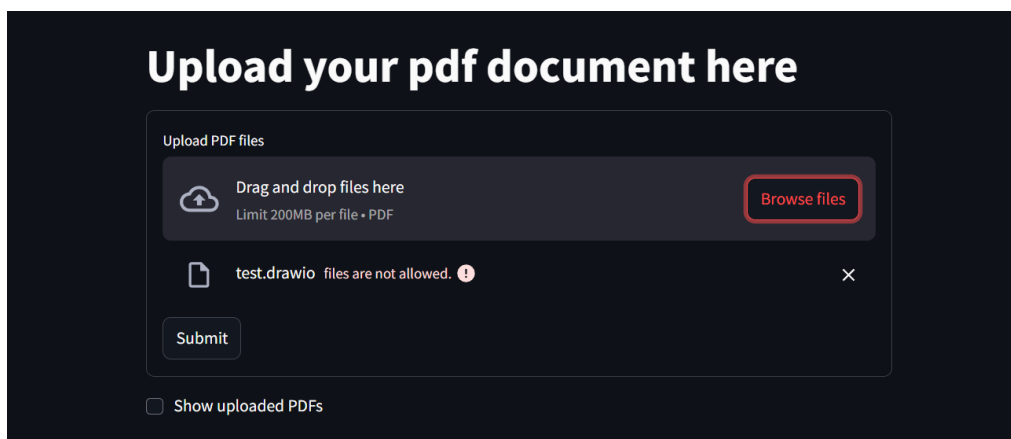 Upload your pdf document here
Upload PDF files
Drag and drop files here
Limit 200MB per file • PDF
Browse files
test.drawio files are not allowed.
Submit
Show uploaded PDFs